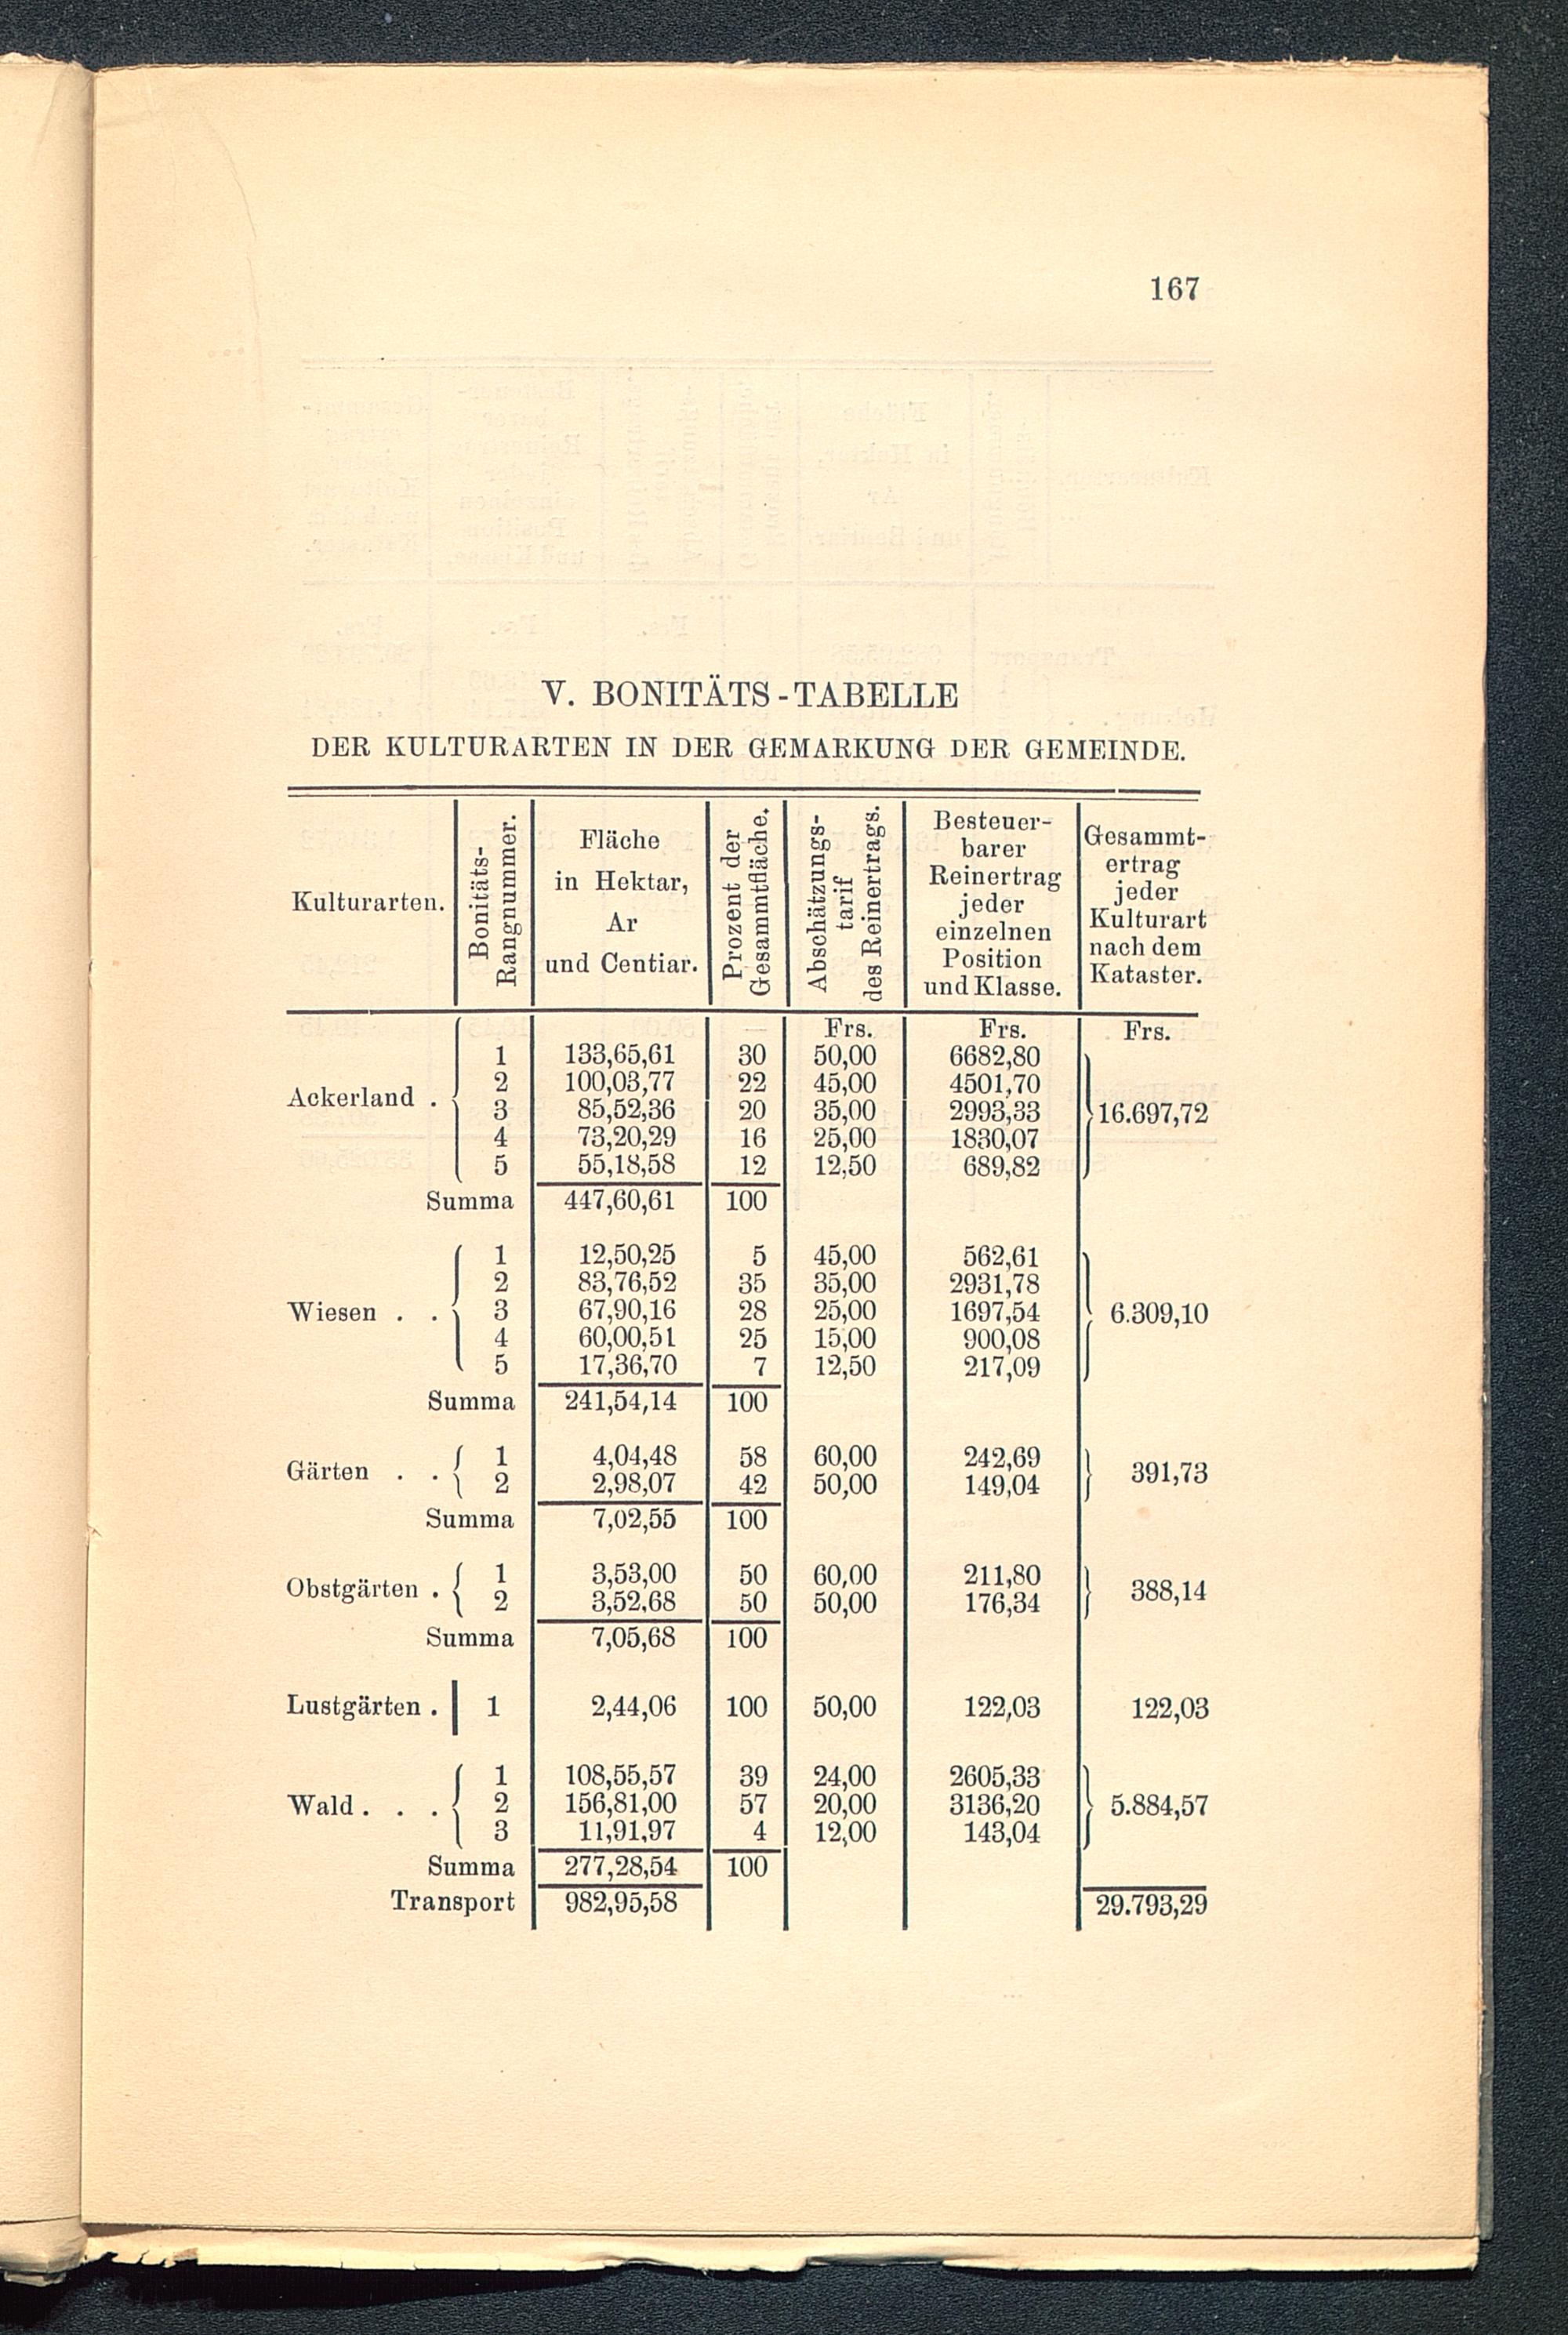 167
V. BONITÄTS-TABELLE
DER KULTURARTEN IN DER GEMARKUNG DER GEMEINDE.
Kulturarten.
Bonitäts-
Rangnummer.
Fläche
in Hektar,
Ar
und Centiar.
Prozent der
Gesammtfläche.
Abschätzungs-
tarif
des Reinertrags.
Besteuer-
barer
Reinertrag
jeder
einzelnen
Position
und Klasse.
Gesammt-
ertrag
jeder
Kulturart
nach dem
Kataster.
Frs. Frs. Frs.
1 133,65,61 30 50,00 6682,80
2 100,03,77 22 45,00 4501,70
Ackerland . 3 85,52,36 20 35,00 2993,33 16.697,72
4 73,20,29 16 25,00 1830,07
5 55,18,58 12 12,50 689,82
Summa 447,60,61 100
1 12,50,25 5 45,00 562,61
2 83,76,52 35 35,00 2931,78
Wiesen . . 3 67,90,16 28 25,00 1697,54 6.309,10
4 60,00,51 25 15,00 900,08
5 17,36,70 7 12,50 217,09
Summa 241,54,14 100
Gärten . . 1 4,04,48 58 60,00 242,69 391,73
2 2,98,07 42 50,00 149,04
Summa 7,02,55 100
Obstgärten . 1 3,53,00 50 60,00 211,80 388,14
2 3,52,68 50 50,00 176,34
Summa 7,05,68 100
Lustgärten . 1 2,44,06 100 50,00 122,03 122,03
1 108,55,57 39 24,00 2605,33
Wald . . . 2 156,81,00 57 20,00 3136,20 5.884,57
3 11,91,97 4 12,00 143,04
Summa 277,28,54 100
Transport 982,95,58 29.793,29